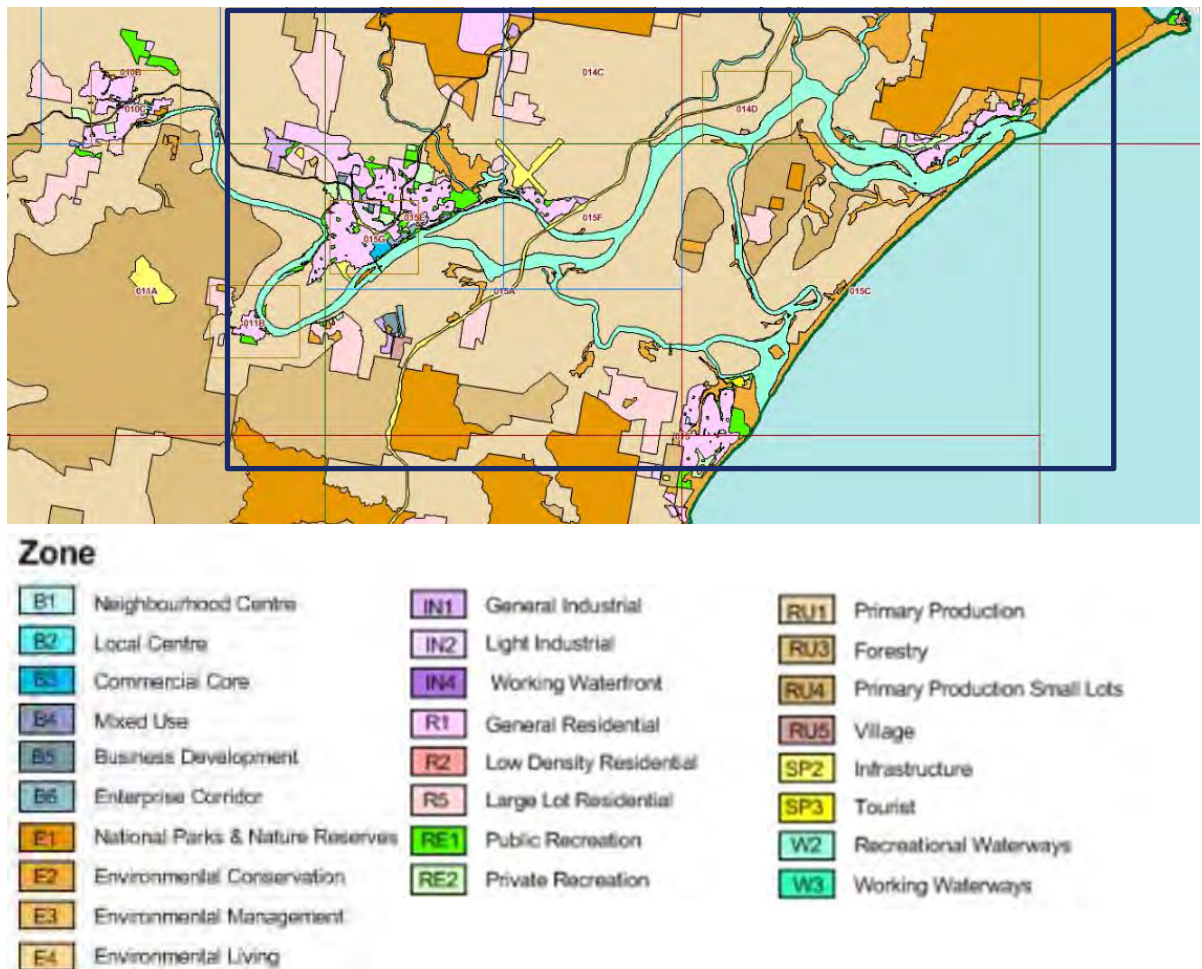 010B
014C
010C
014D
015E
015F
015G
011A
015A
015C
011B
015
Zone
B1 Neighbourhood Centre
B2 Local Centre
B3 Commercial Core
B4 Mixed Use
B5 Business Development
B6 Enterprise Corridor
E1 National Parks & Nature Reserves
E2 Environmental Conservation
E3 Environmental Management
E4 Environmental Living
IN1 General Industrial
IN2 Light Industrial
IN4 Working Waterfront
R1 General Residential
R2 Low Density Residential
R5 Large Lot Residential
RE1 Public Recreation
RE2 Private Recreation
RU1 Primary Production
RU3 Forestry
RU4 Primary Production Small Lots
RU5 Village
SP2 Infrastructure
SP3 Tourist
W2 Recreational Waterways
W3 Working Waterways